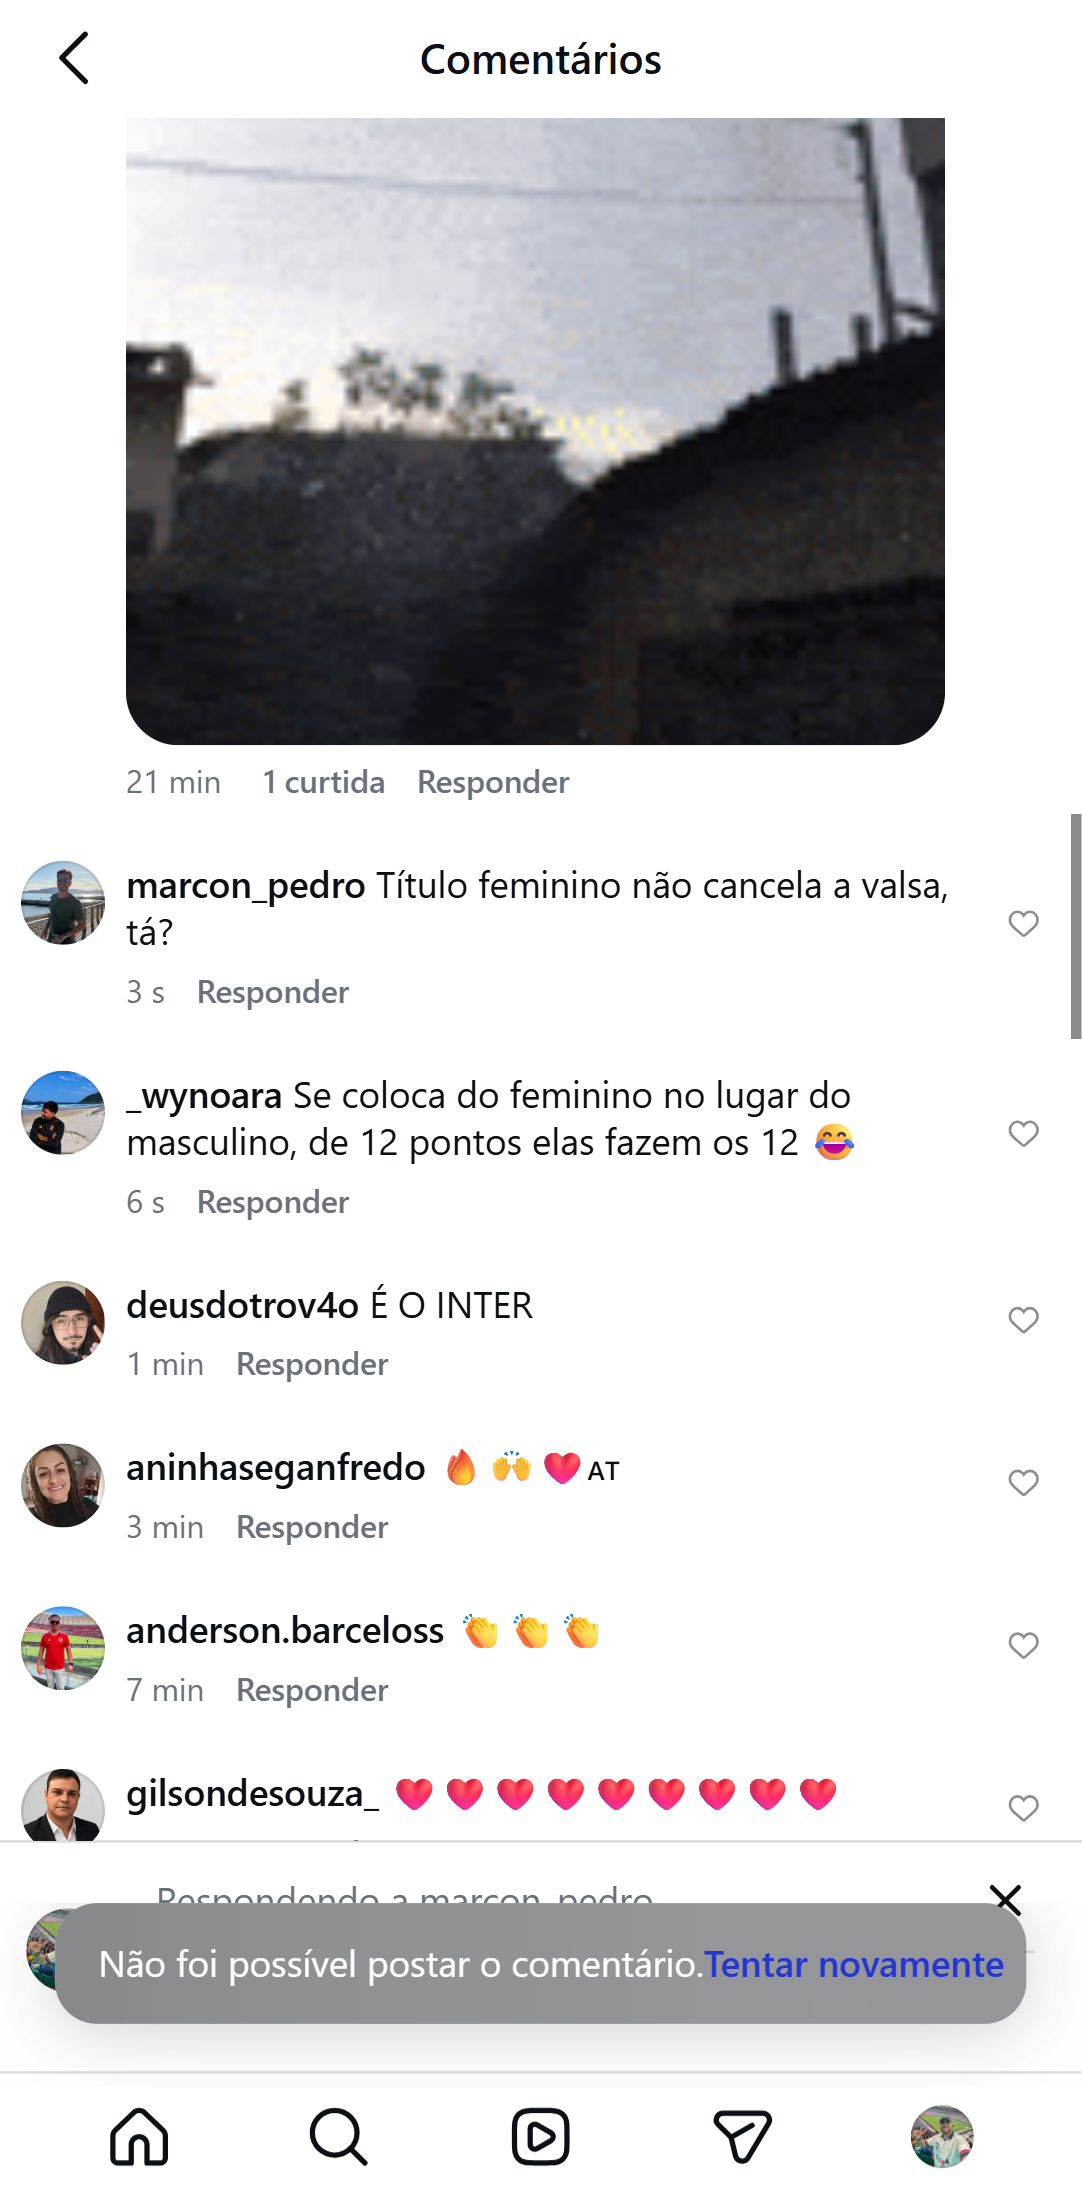 Comentários
21 min 1 curtida Responder
marcon_pedro Título feminino não cancela a valsa,
tá?
3 s Responder
_wynoara Se coloca do feminino no lugar do
masculino, de 12 pontos elas fazem os 12 😂
6 s Responder
deusdotrov4o É O INTER
1 min Responder
aninhaseganfredo 🔥 🙌 ❤️ AT
3 min Responder
anderson.barceloss 👏 👏 👏
7 min Responder
gilsondesouza_ ❤️ ❤️ ❤️ ❤️ ❤️ ❤️ ❤️ ❤️ ❤️
Respondendo a marcon_pedro
Não foi possível postar o comentário.Tentar novamente